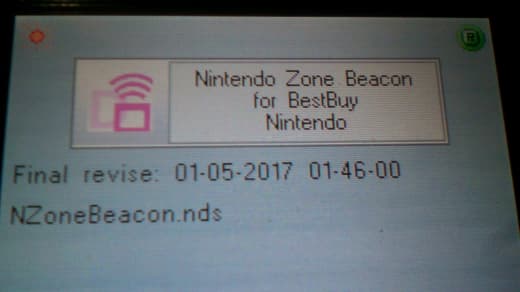 R
Nintendo Zone Beacon
for BestBuy
Nintendo
Final revise: 01-05-2017 01-46-00
NZoneBeacon.nds